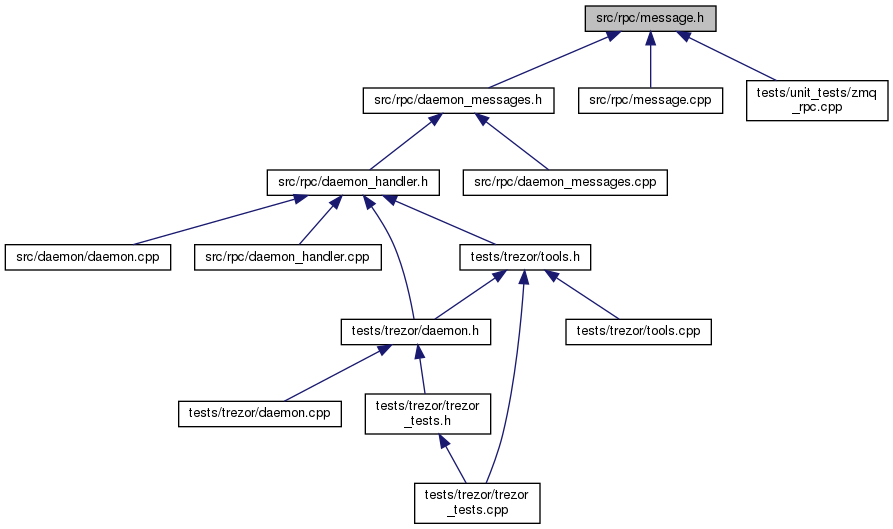 src/rpc/message.h
src/rpc/daemon_messages.h
src/rpc/message.cpp
tests/unit_tests/zmq
_rpc.cpp
src/rpc/daemon_handler.h
src/rpc/daemon_messages.cpp
src/daemon/daemon.cpp
src/rpc/daemon_handler.cpp
tests/trezor/tools.h
tests/trezor/daemon.h
tests/trezor/tools.cpp
tests/trezor/daemon.cpp
tests/trezor/trezor
_tests.h
tests/trezor/trezor
_tests.cpp